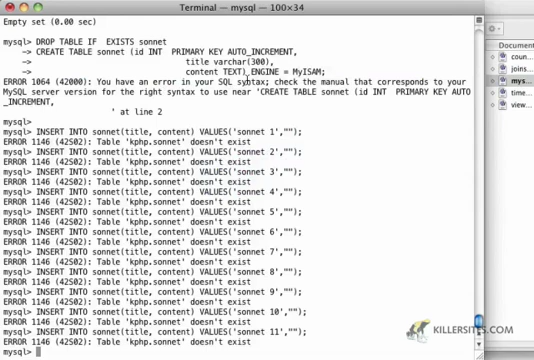 Terminal — mysql — 100×34
Empty set (0.00 sec)
mysql> DROP TABLE IF  EXISTS sonnet
    -> CREATE TABLE sonnet (id INT  PRIMARY KEY AUTO_INCREMENT,
    -> title varchar(300),
    -> content TEXT) ENGINE = MyISAM;
ERROR 1064 (42000): You have an error in your SQL syntax; check the manual that corresponds to your
MySQL server version for the right syntax to use near 'CREATE TABLE sonnet (id INT  PRIMARY KEY AUTO
_INCREMENT,
' at line 2
mysql>
mysql> INSERT INTO sonnet(title, content) VALUES('sonnet 1',"");
ERROR 1146 (42S02): Table 'kphp.sonnet' doesn't exist
mysql> INSERT INTO sonnet(title, content) VALUES('sonnet 2',"");
ERROR 1146 (42S02): Table 'kphp.sonnet' doesn't exist
mysql> INSERT INTO sonnet(title, content) VALUES('sonnet 3',"");
ERROR 1146 (42S02): Table 'kphp.sonnet' doesn't exist
mysql> INSERT INTO sonnet(title, content) VALUES('sonnet 4',"");
ERROR 1146 (42S02): Table 'kphp.sonnet' doesn't exist
mysql> INSERT INTO sonnet(title, content) VALUES('sonnet 5',"");
ERROR 1146 (42S02): Table 'kphp.sonnet' doesn't exist
mysql> INSERT INTO sonnet(title, content) VALUES('sonnet 6',"");
ERROR 1146 (42S02): Table 'kphp.sonnet' doesn't exist
mysql> INSERT INTO sonnet(title, content) VALUES('sonnet 7',"");
ERROR 1146 (42S02): Table 'kphp.sonnet' doesn't exist
mysql> INSERT INTO sonnet(title, content) VALUES('sonnet 8',"");
ERROR 1146 (42S02): Table 'kphp.sonnet' doesn't exist
mysql> INSERT INTO sonnet(title, content) VALUES('sonnet 9',"");
ERROR 1146 (42S02): Table 'kphp.sonnet' doesn't exist
mysql> INSERT INTO sonnet(title, content) VALUES('sonnet 10',"");
ERROR 1146 (42S02): Table 'kphp.sonnet' doesn't exist
mysql> INSERT INTO sonnet(title, content) VALUES('sonnet 11',"");
ERROR 1146 (42S02): Table 'kphp.sonnet' doesn't exist
mysql>
Document
coun...
joins...
mys...
time...
view...
KILLERSITES.COM